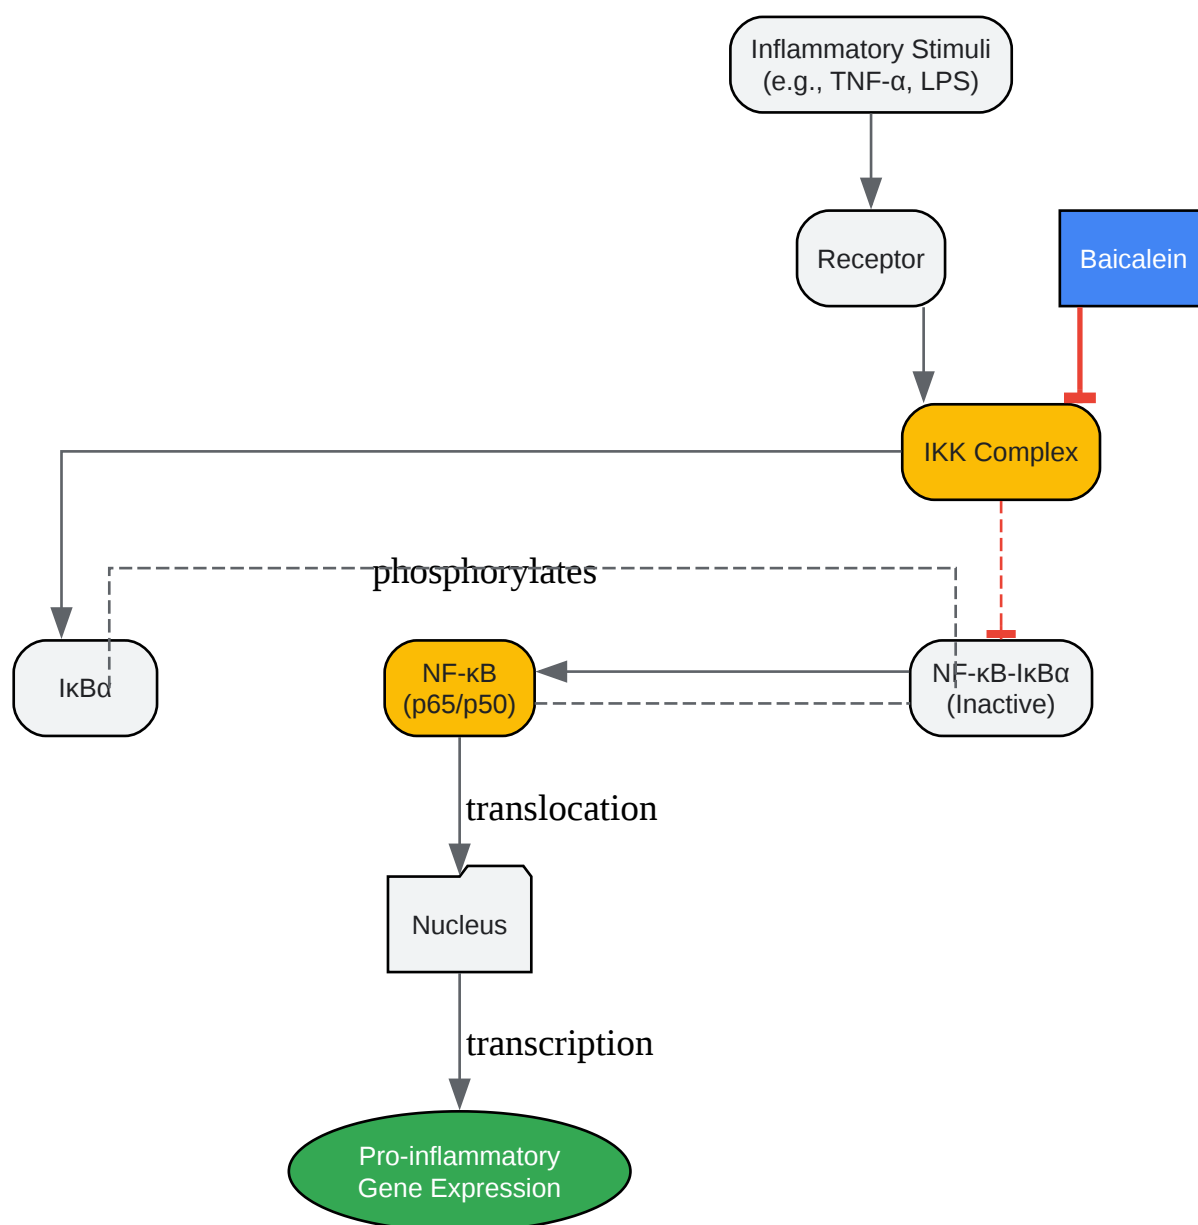 Inflammatory Stimuli
(e.g., TNF-α, LPS)
Receptor
Baicalein
IKK Complex
phosphorylates
IκBα
NF-κB
(p65/p50)
NF-κB-IκBα
(Inactive)
translocation
Nucleus
transcription
Pro-inflammatory
Gene Expression